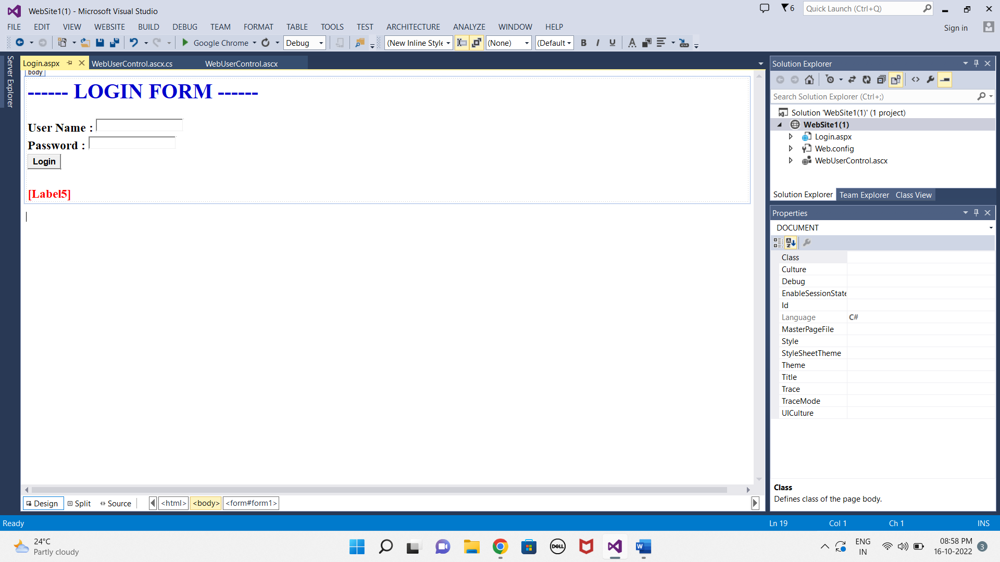 WebSite1(1) - Microsoft Visual Studio
6
Quick Launch (Ctrl+Q)
FILE EDIT VIEW WEBSITE BUILD DEBUG TEAM FORMAT TABLE TOOLS TEST ARCHITECTURE ANALYZE WINDOW HELP
Sign in
Google Chrome Debug (New Inline Style (None) (Default B I U A
Server Explorer
Login.aspx WebUserControl.ascx.cs WebUserControl.ascx
body
------ LOGIN FORM ------
User Name :
Password :
Login
[Label5]
Design Split Source <html> <body> <form#form1>
Solution Explorer
Search Solution Explorer (Ctrl+;)
Solution 'WebSite1(1)' (1 project)
WebSite1(1)
Login.aspx
Web.config
WebUserControl.ascx
Solution Explorer Team Explorer Class View
Properties
DOCUMENT
Class
Culture
Debug
EnableSessionState
Id
Language C#
MasterPageFile
Style
StyleSheetTheme
Theme
Title
Trace
TraceMode
UICulture
Class
Defines class of the page body.
Ready Ln 19 Col 1 Ch 1 INS
24°C
Partly cloudy
DELL
W
ENG
IN
08:58 PM
16-10-2022
3